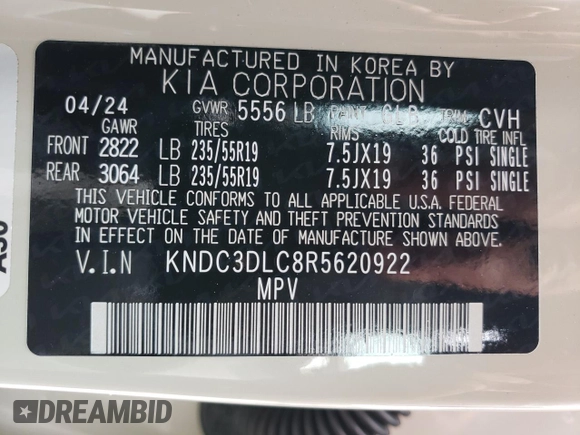 MANUFACTURED IN KOREA BY
KIA CORPORATION
04/24 GVWR 5556 LB PAINT GLB TRIM CVH
GAWR TIRES RIMS COLD TIRE INFL
FRONT 2822 LB 235/55R19 7.5JX19 36 PSI SINGLE
REAR 3064 LB 235/55R19 7.5JX19 36 PSI SINGLE
THIS VEHICLE CONFORMS TO ALL APPLICABLE U.S.A. FEDERAL
MOTOR VEHICLE SAFETY AND THEFT PREVENTION STANDARDS
IN EFFECT ON THE DATE OF MANUFACTURE SHOWN ABOVE.
V.I.N KNDC3DLC8R5620922
MPV
DREAMBID